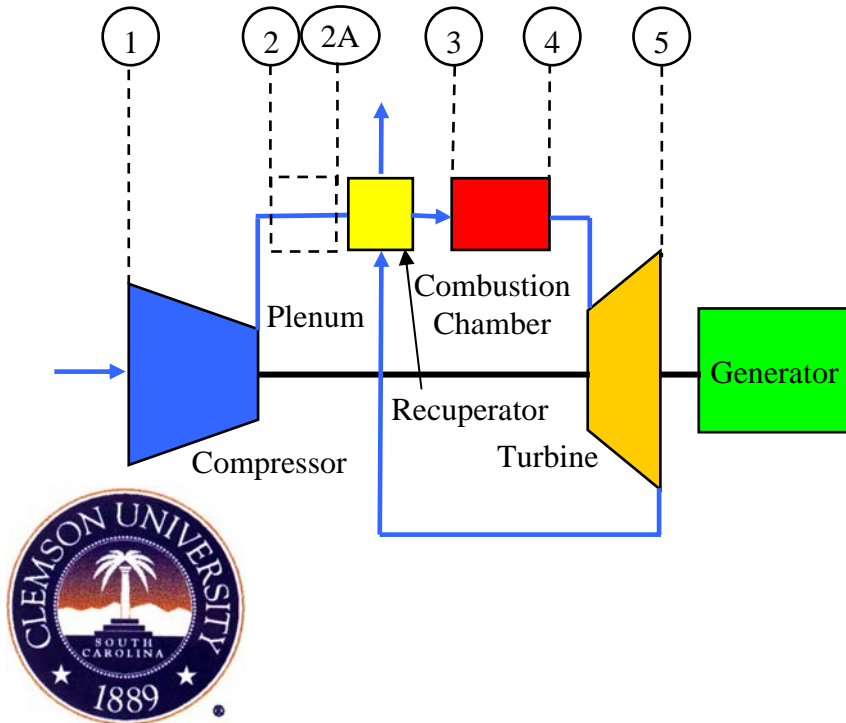 1
2
2A
3
4
5
Plenum
Combustion
Chamber
Recuperator
Generator
Compressor
Turbine
CLEMSON UNIVERSITY
SOUTH
CAROLINA
1889
®